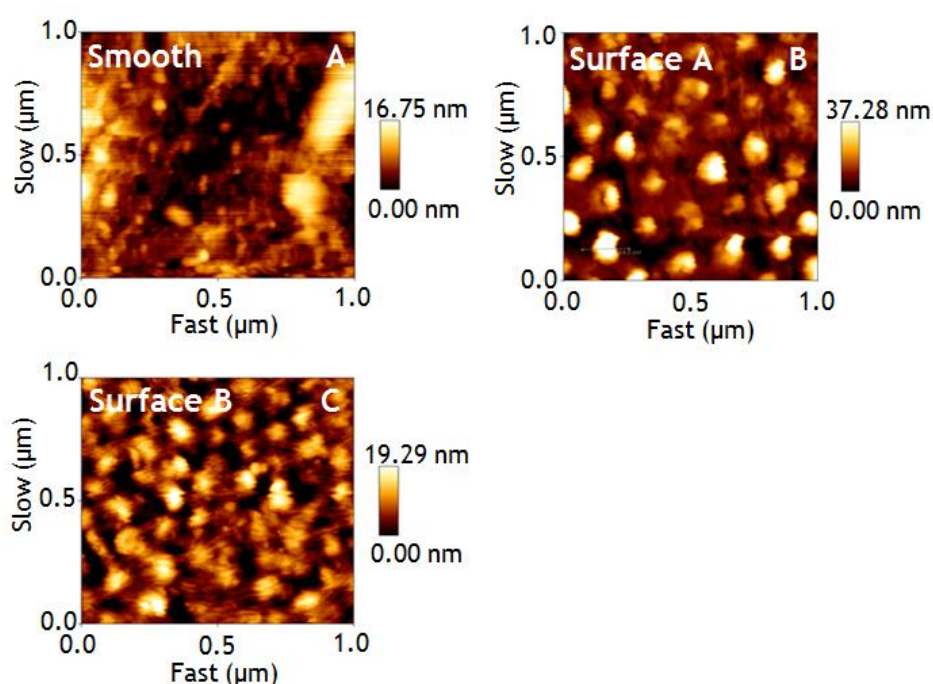 Smooth A
1.0
0.5
0.0
Slow (µm)
16.75 nm
0.00 nm
0.0 0.5 1.0
Fast (µm)
Surface A B
1.0
0.5
0.0
Slow (µm)
37.28 nm
0.00 nm
0.0 0.5 1.0
Fast (µm)
Surface B C
1.0
0.5
0.0
Slow (µm)
19.29 nm
0.00 nm
0.0 0.5 1.0
Fast (µm)